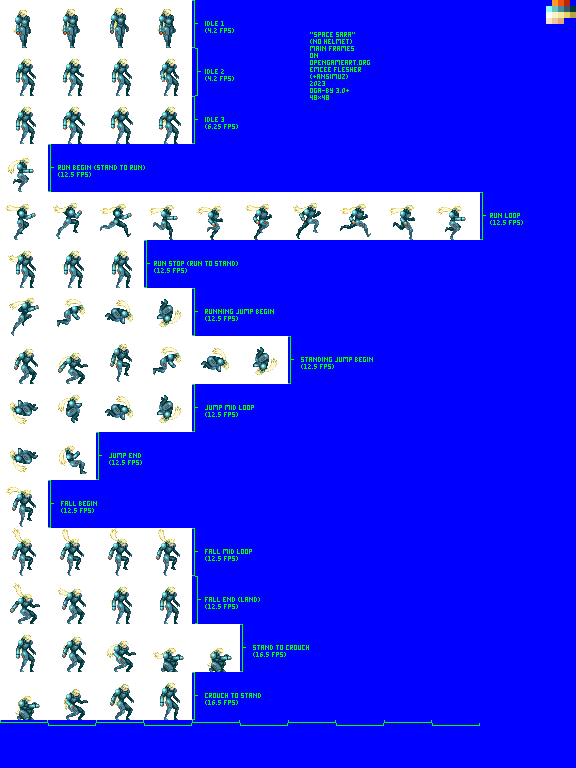 IDLE 1
(4.2 FPS)
"SPACE SARA"
(NO HELMET)
MAIN FRAMES
ON
OPENGAMEART.ORG
EMCEE FLESHER
(+ANSIMUZ)
2023
OGA-BY 3.0+
48×48
IDLE 2
(4.2 FPS)
IDLE 3
(6.25 FPS)
RUN BEGIN (STAND TO RUN)
(12.5 FPS)
RUN LOOP
(12.5 FPS)
RUN STOP (RUN TO STAND)
(12.5 FPS)
RUNNING JUMP BEGIN
(12.5 FPS)
STANDING JUMP BEGIN
(12.5 FPS)
JUMP MID LOOP
(12.5 FPS)
JUMP END
(12.5 FPS)
FALL BEGIN
(12.5 FPS)
FALL MID LOOP
(12.5 FPS)
FALL END (LAND)
(12.5 FPS)
STAND TO CROUCH
(16.5 FPS)
CROUCH TO STAND
(16.5 FPS)